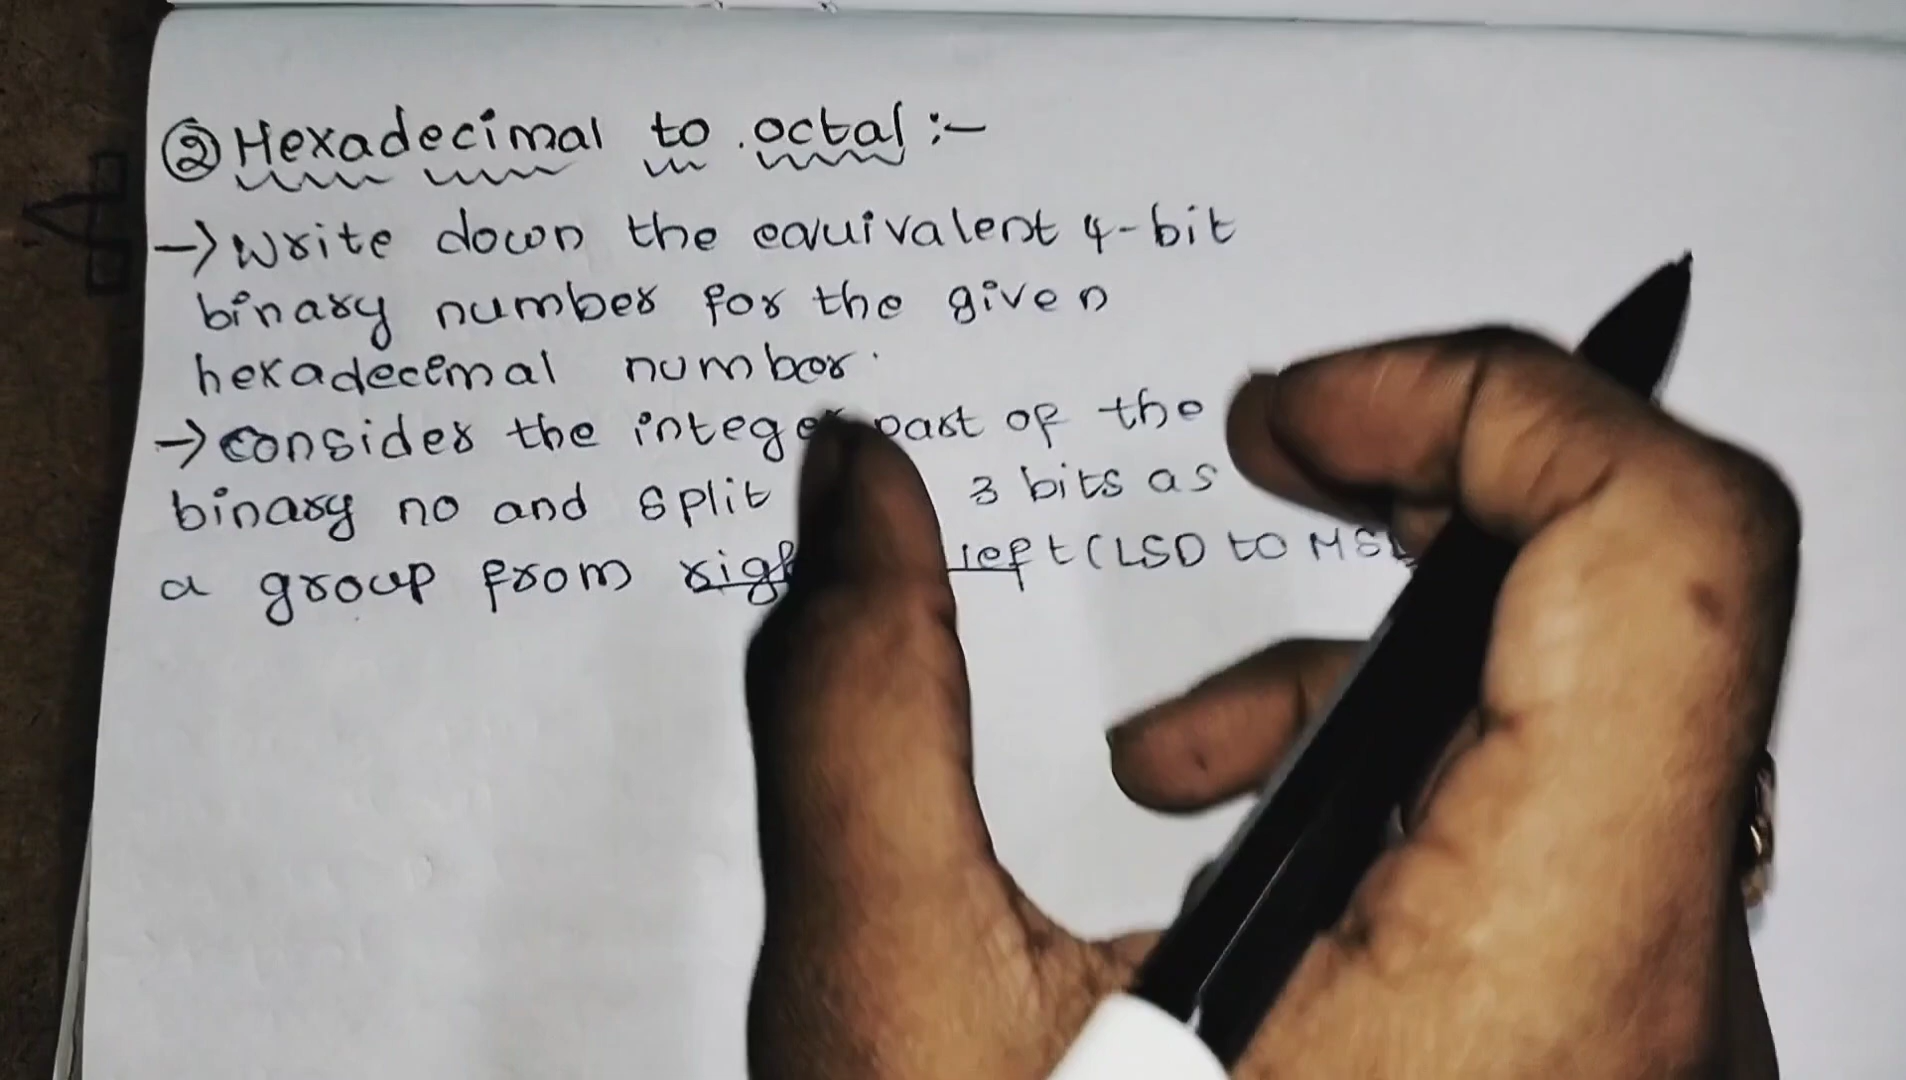 ② Hexadecimal to octal :-
→ Write down the equivalent 4-bit
binary number for the given
hexadecimal number.
→ consider the integer part of the
binary no and split 3 bits as
a group from left (LSD to